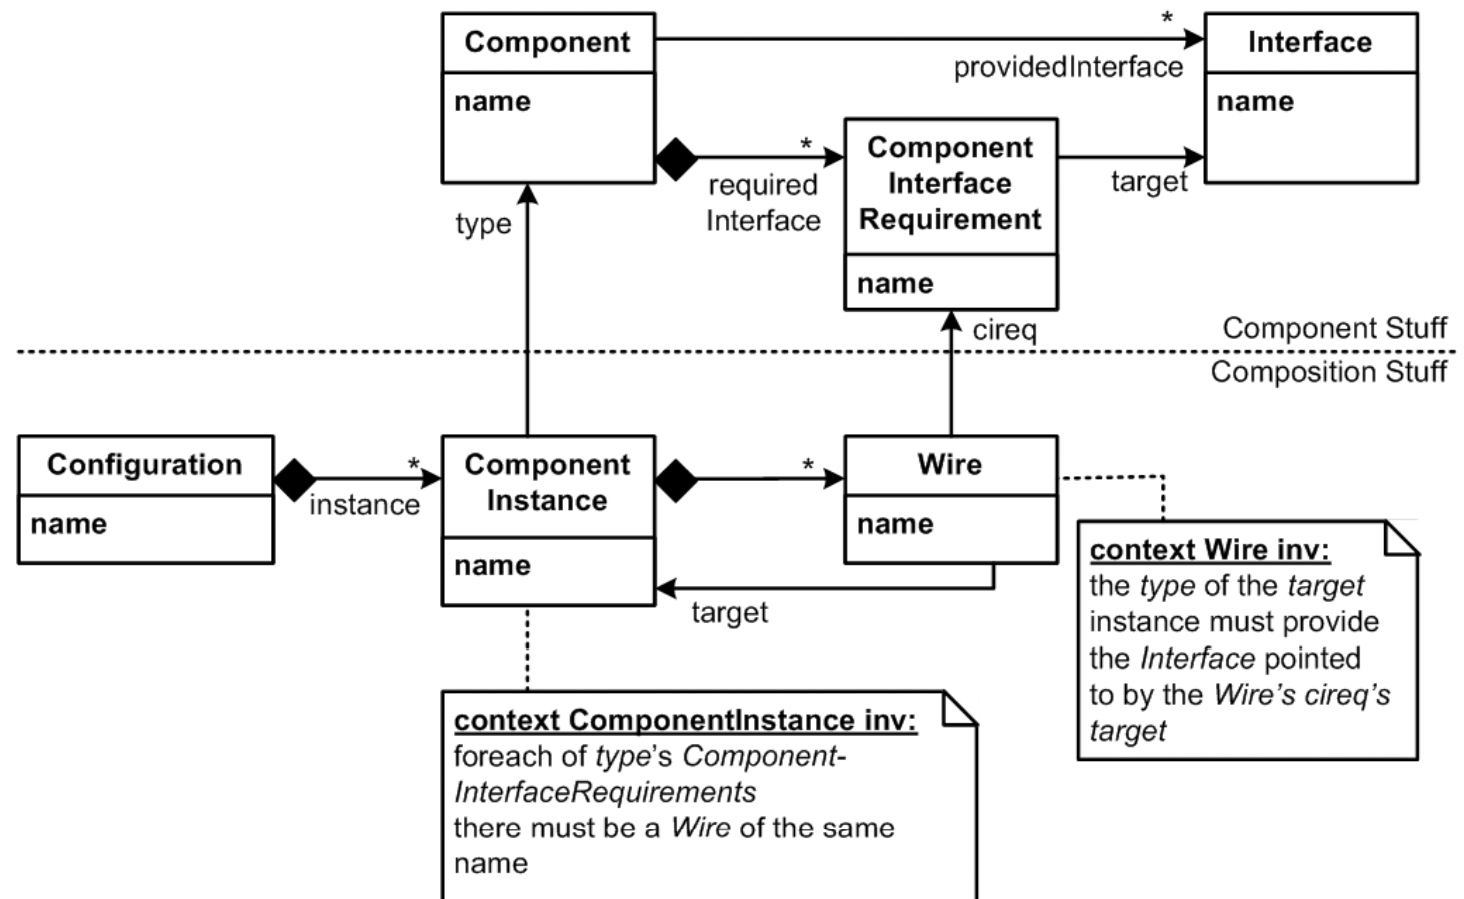 Component
name
*
providedInterface
Interface
name
*
required
Interface
Component
Interface
Requirement
name
target
type
cireq
Component Stuff
Composition Stuff
Configuration
name
*
instance
Component
Instance
name
*
Wire
name
target
context Wire inv:
the type of the target
instance must provide
the Interface pointed
to by the Wire's cireq's
target
context ComponentInstance inv:
foreach of type's Component-
InterfaceRequirements
there must be a Wire of the same
name